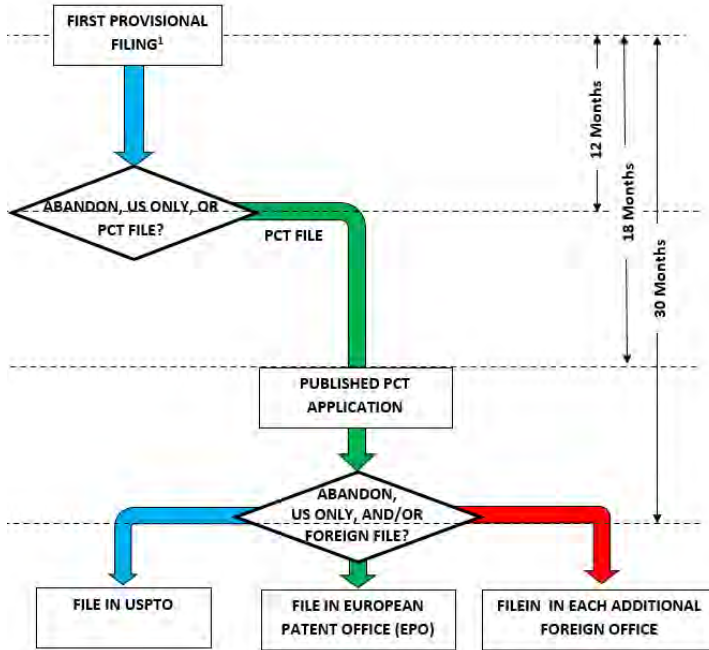 FIRST PROVISIONAL
FILING¹
12 Months
18 Months
30 Months
ABANDON, US ONLY, OR
PCT FILE?
PCT FILE
PUBLISHED PCT
APPLICATION
ABANDON,
US ONLY, AND/OR
FOREIGN FILE?
FILE IN USPTO
FILE IN EUROPEAN
PATENT OFFICE (EPO)
FILEIN IN EACH ADDITIONAL
FOREIGN OFFICE